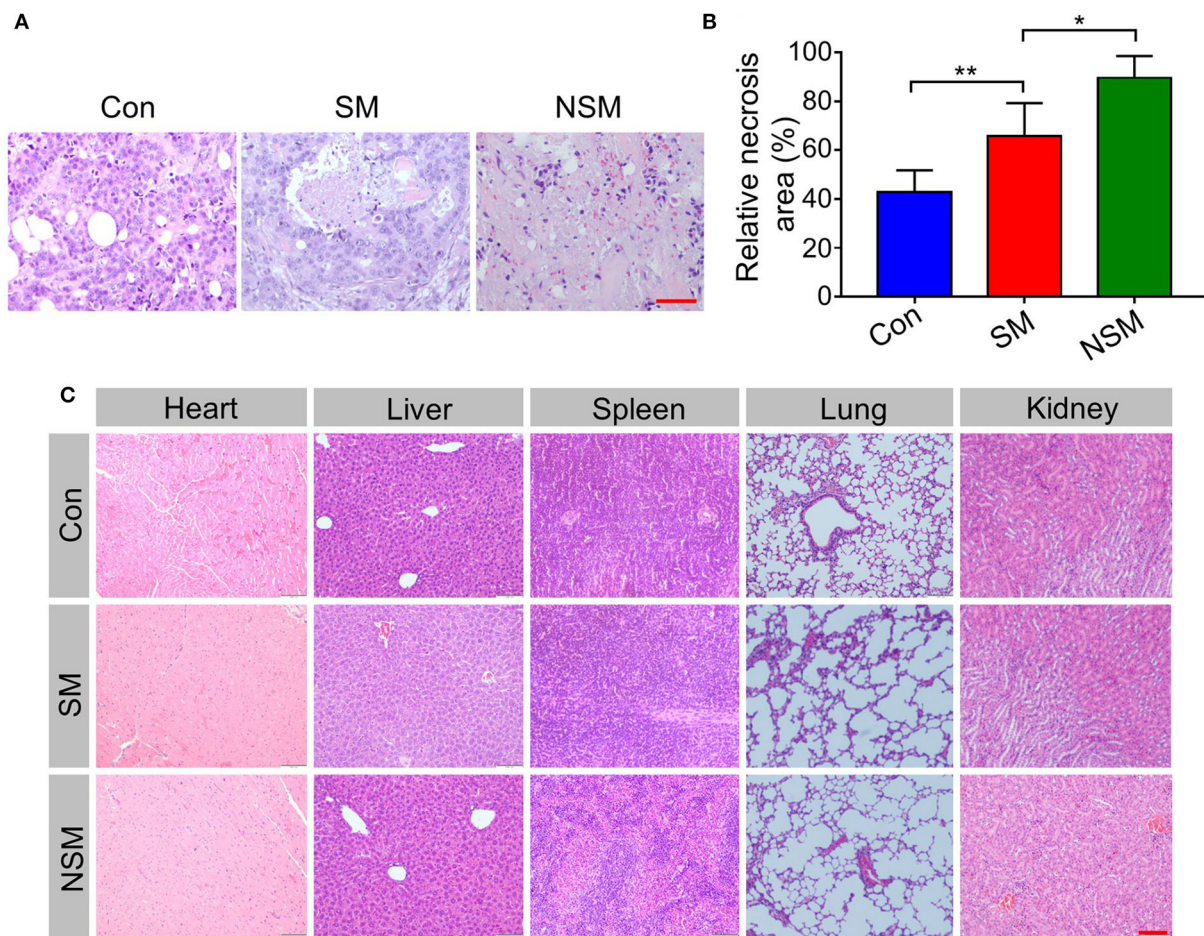 A
Con SM NSM
B
Relative necrosis
area (%)
100
80
60
40
20
0
**
*
Con
SM
NSM
C
Heart Liver Spleen Lung Kidney
Con
SM
NSM